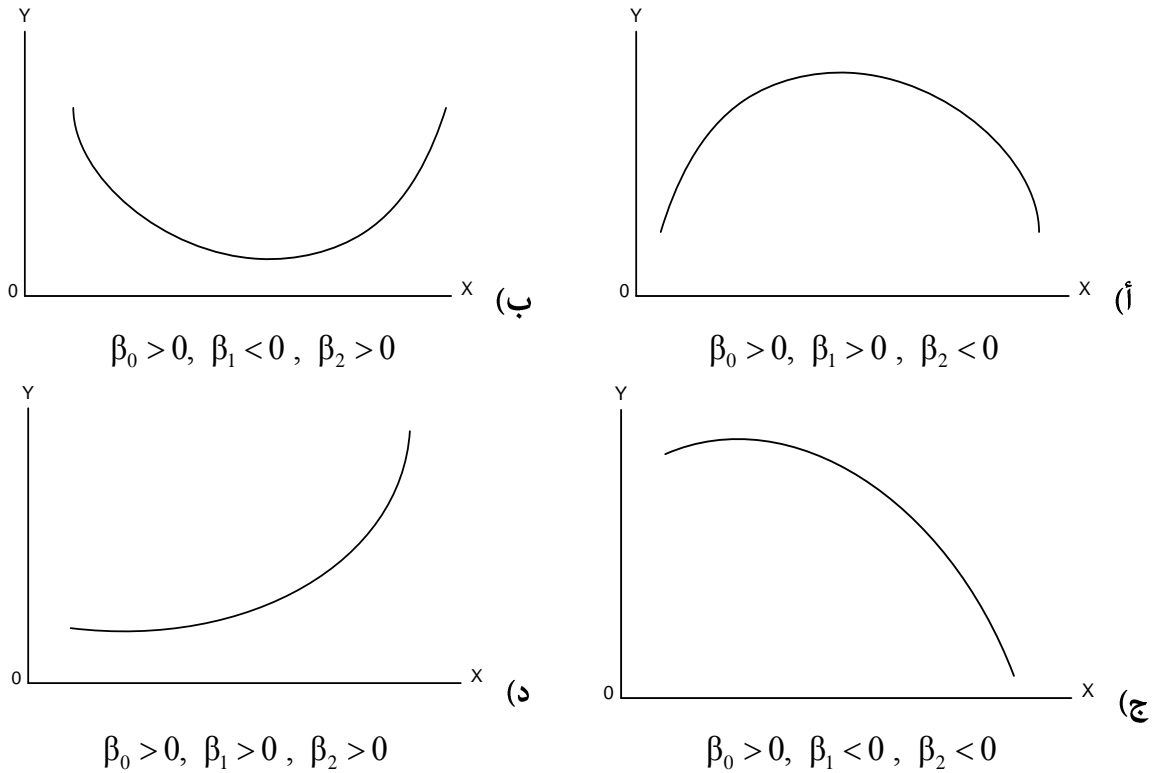 Y
Y
0
X
ب)
0
X
أ)
β₀ > 0, β₁ < 0 , β₂ > 0
β₀ > 0, β₁ > 0 , β₂ < 0
Y
Y
0
X
د)
0
X
ج)
β₀ > 0, β₁ > 0 , β₂ > 0
β₀ > 0, β₁ < 0 , β₂ < 0